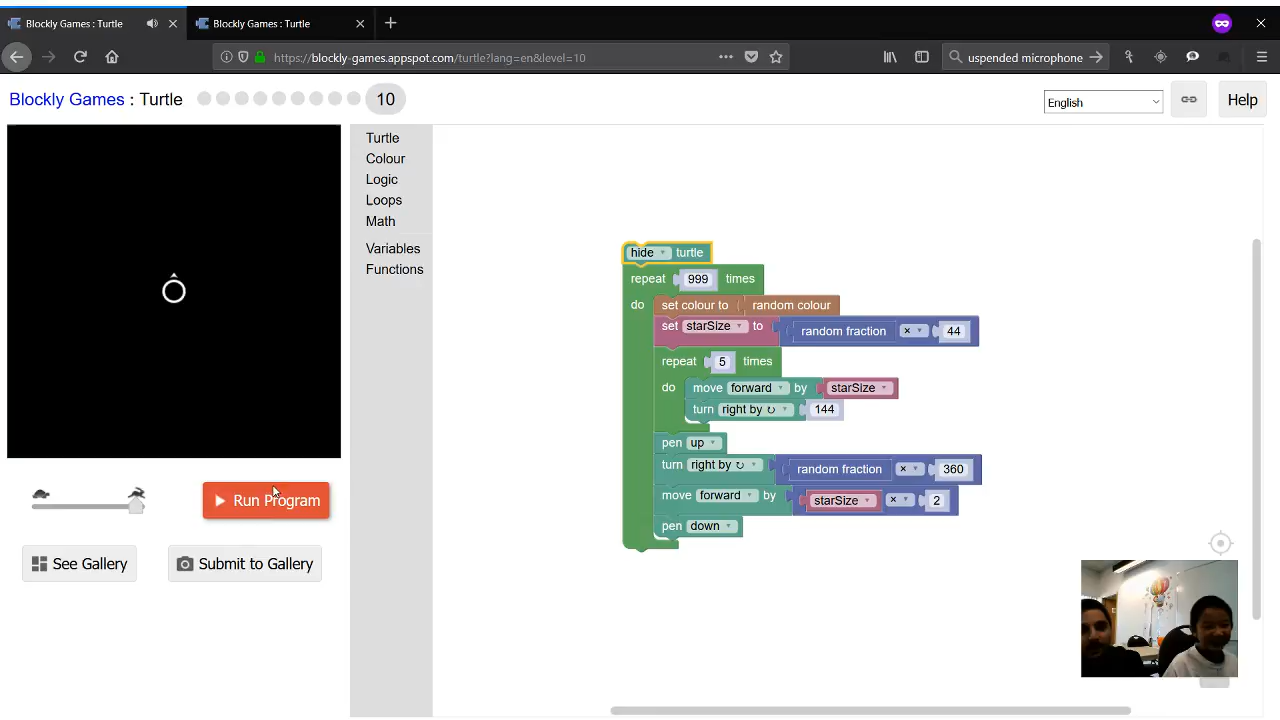 Blockly Games : Turtle
Blockly Games : Turtle
https://blockly-games.appspot.com/turtle?lang=en&level=10
uspended microphone
Blockly Games : Turtle
10
English
Help
Turtle
Colour
Logic
Loops
Math
Variables
Functions
hide turtle
repeat 999 times
do set colour to random colour
set starSize to random fraction × 44
repeat 5 times
do move forward by starSize
turn right by ↻ 144
pen up
turn right by ↻ random fraction × 360
move forward by starSize × 2
pen down
Run Program
See Gallery
Submit to Gallery